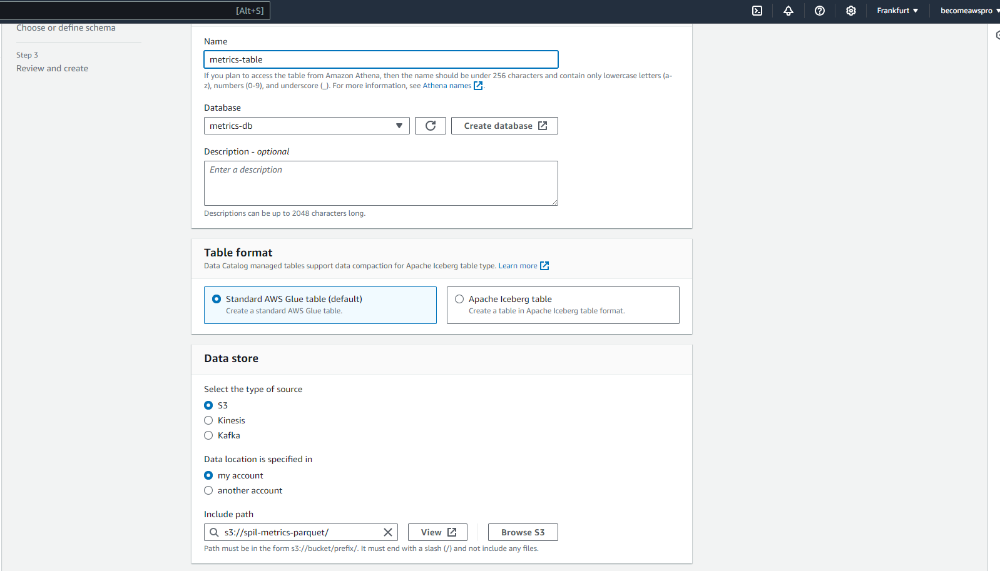 [Alt+S]
Frankfurt
becomeawspro
Choose or define schema
Step 3
Review and create
Name
metrics-table
If you plan to access the table from Amazon Athena, then the name should be under 256 characters and contain only lowercase letters (a-
z), numbers (0-9), and underscore (_). For more information, see Athena names.
Database
metrics-db
Create database
Description - optional
Enter a description
Descriptions can be up to 2048 characters long.
Table format
Data Catalog managed tables support data compaction for Apache Iceberg table type. Learn more
Standard AWS Glue table (default)
Create a standard AWS Glue table.
Apache Iceberg table
Create a table in Apache Iceberg table format.
Data store
Select the type of source
S3
Kinesis
Kafka
Data location is specified in
my account
another account
Include path
s3://spil-metrics-parquet/
View
Browse S3
Path must be in the form s3://bucket/prefix/. It must end with a slash (/) and not include any files.